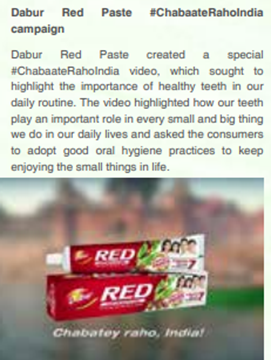 Dabur Red Paste #ChabaateRahoIndia
campaign
Dabur Red Paste created a special
#ChabaateRahoIndia video, which sought to
highlight the importance of healthy teeth in our
daily routine. The video highlighted how our teeth
play an important role in every small and big thing
we do in our daily lives and asked the consumers
to adopt good oral hygiene practices to keep
enjoying the small things in life.
RED
RED
Chabatey raho, India!